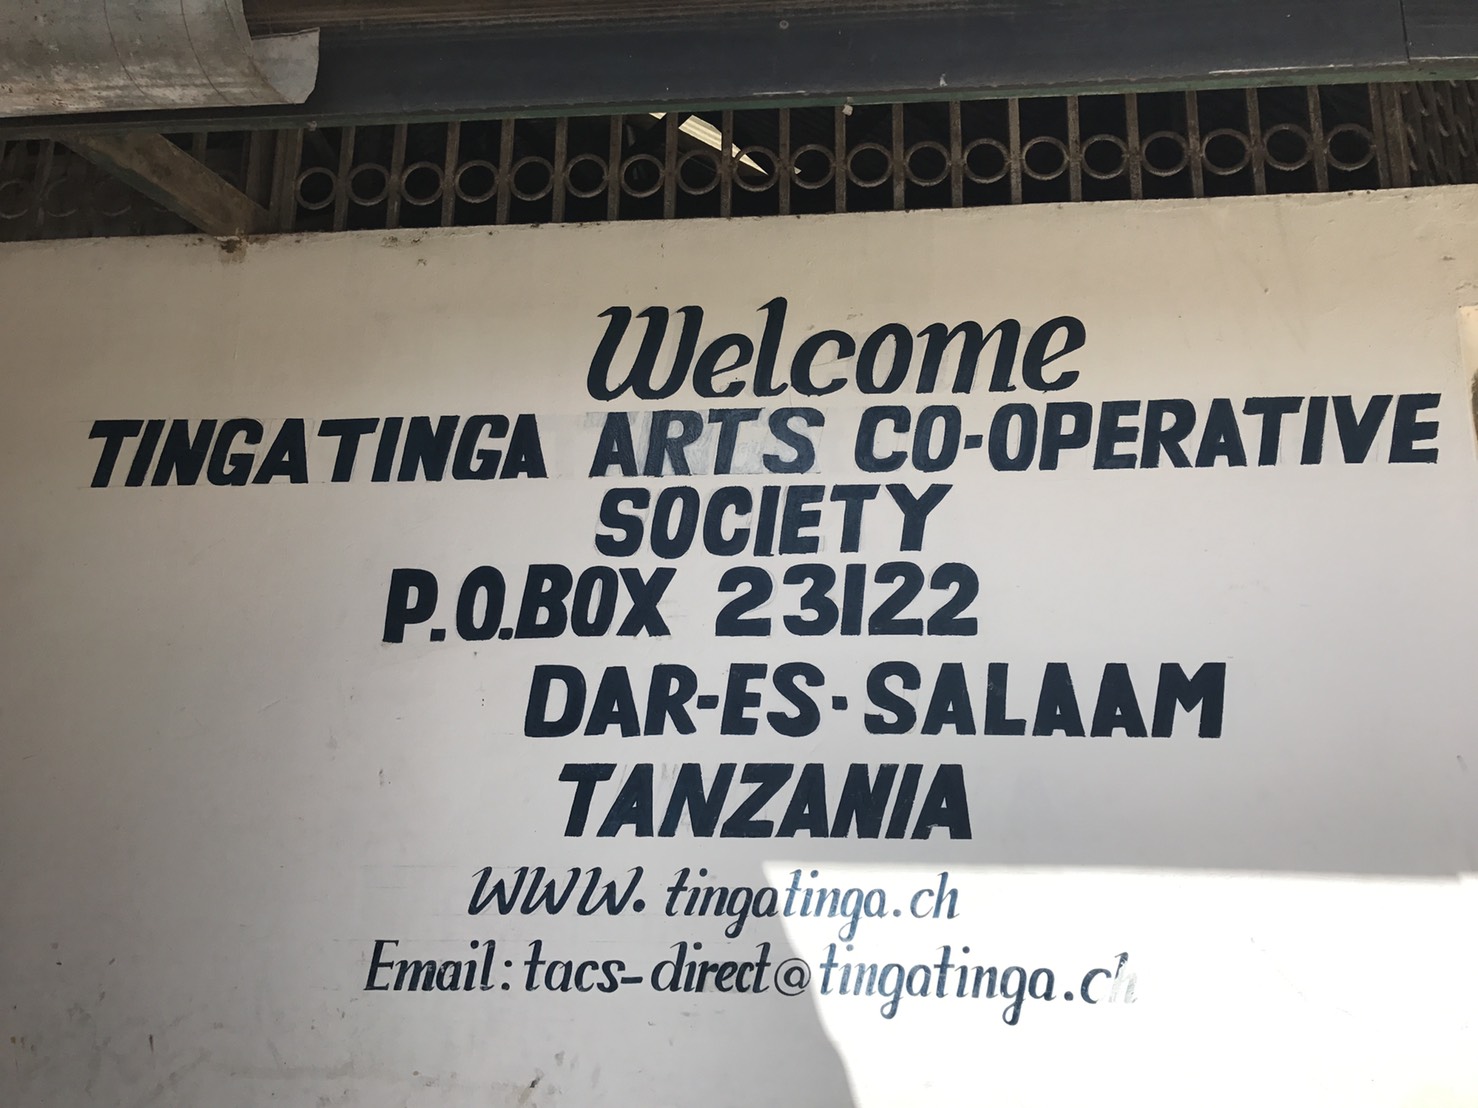 Welcome
TINGATINGA ARTS CO-OPERATIVE
SOCIETY
P.O.BOX 23122
DAR-ES-SALAAM
TANZANIA
WWW.tingatinga.ch
Email: tacs-direct@tingatinga.ch